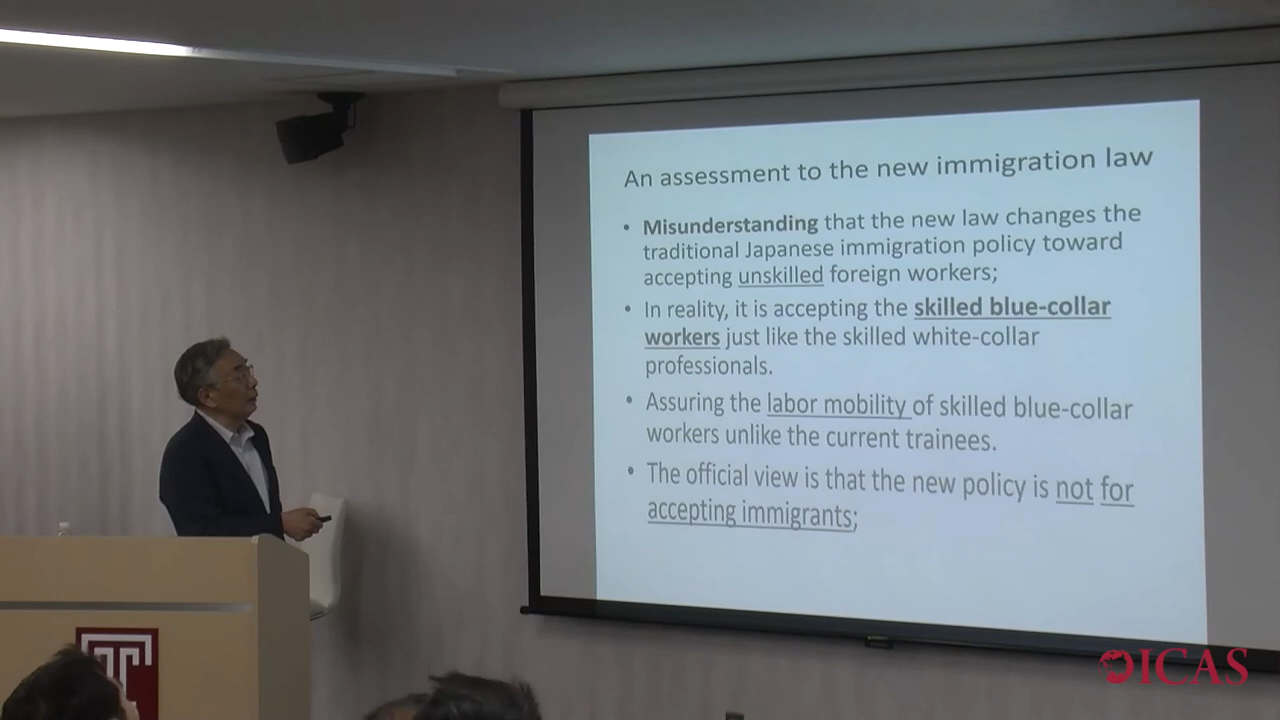 An assessment to the new immigration law
• Misunderstanding that the new law changes the
traditional Japanese immigration policy toward
accepting unskilled foreign workers;
• In reality, it is accepting the skilled blue-collar
workers just like the skilled white-collar
professionals.
• Assuring the labor mobility of skilled blue-collar
workers unlike the current trainees.
• The official view is that the new policy is not for
accepting immigrants;
T
ICAS